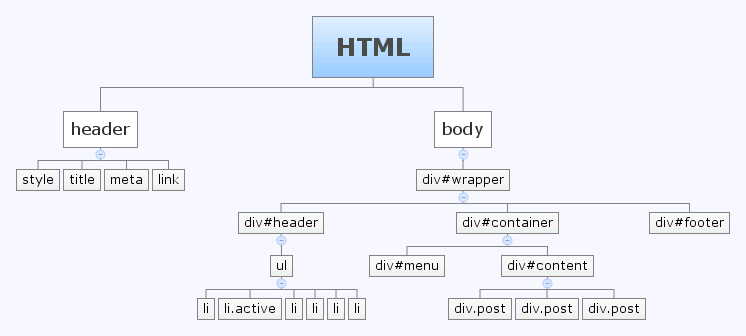 HTML
header body
style title meta link div#wrapper
div#header div#container div#footer
ul div#menu div#content
li li.active li li li li div.post div.post div.post